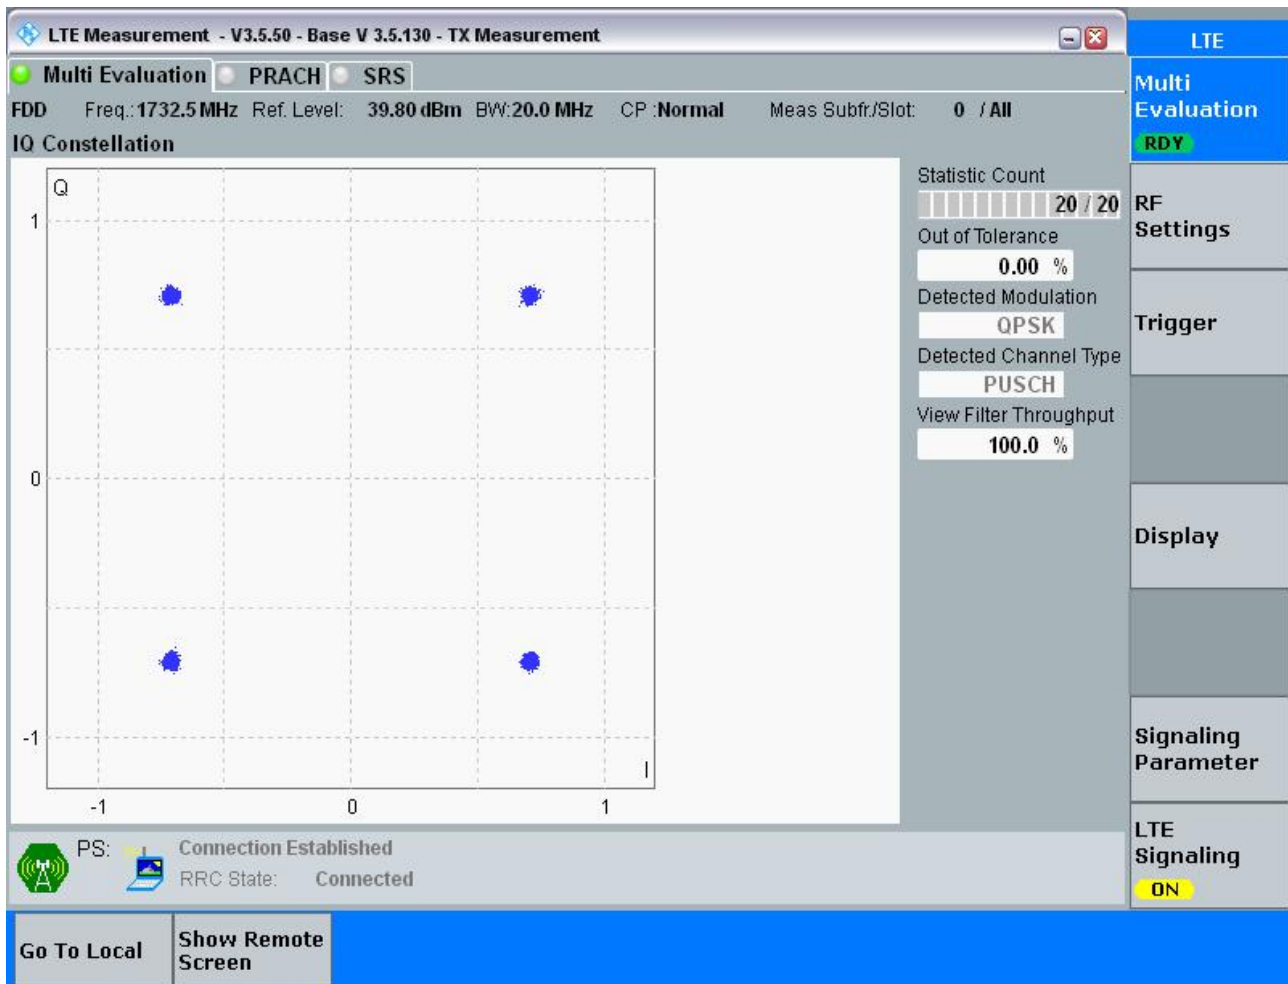 LTE Measurement - V3.5.50 - Base V 3.5.130 - TX Measurement
LTE
Multi Evaluation PRACH SRS
FDD Freq.: 1732.5 MHz Ref. Level: 39.80 dBm BW: 20.0 MHz CP : Normal Meas Subfr./Slot: 0 / All
IQ Constellation
Q
1
0
-1
I
-1 0 1
Statistic Count
20 / 20
Out of Tolerance
0.00 %
Detected Modulation
QPSK
Detected Channel Type
PUSCH
View Filter Throughput
100.0 %
Multi
Evaluation
RDY
RF
Settings
Trigger
Display
Signaling
Parameter
LTE
Signaling
ON
PS: Connection Established
RRC State: Connected
Go To Local
Show Remote
Screen